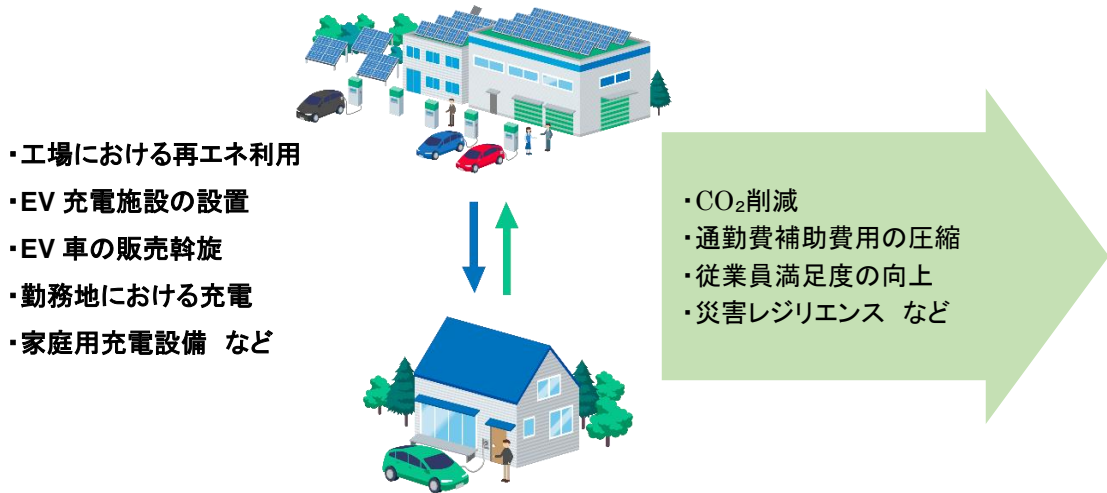 ・工場における再エネ利用
・EV 充電施設の設置
・EV 車の販売斡旋
・勤務地における充電
・家庭用充電設備　など
・CO₂削減
・通勤費補助費用の圧縮
・従業員満足度の向上
・災害レジリエンス　など